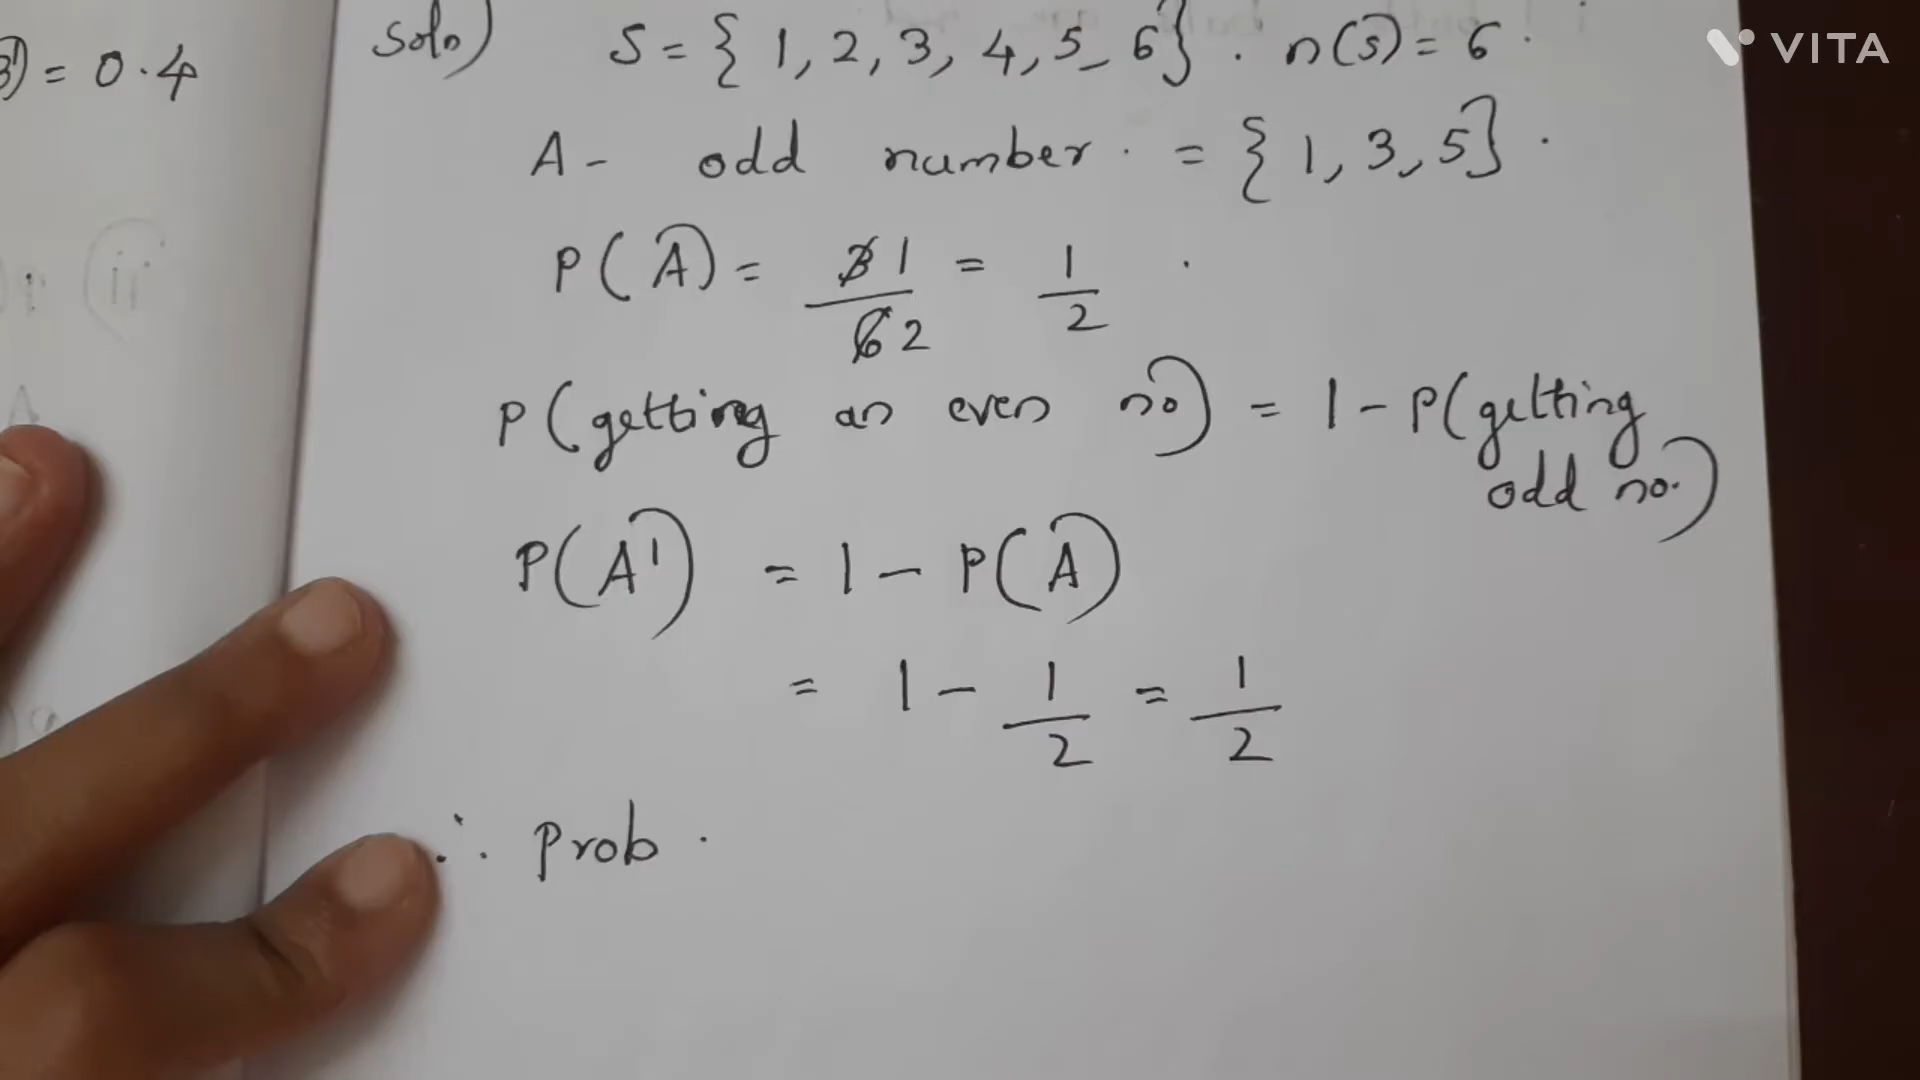 VITA
') = 0.4
Soln) S = { 1, 2, 3, 4, 5, 6} . n(s) = 6 .
A - odd number . = { 1, 3, 5} .
P(A) = 3 1 / 6 2 = 1 / 2 .
P(getting an even no) = 1 - P(getting
odd no.)
P(A') = 1 - P(A)
= 1 - 1 / 2 = 1 / 2
∴ Prob .